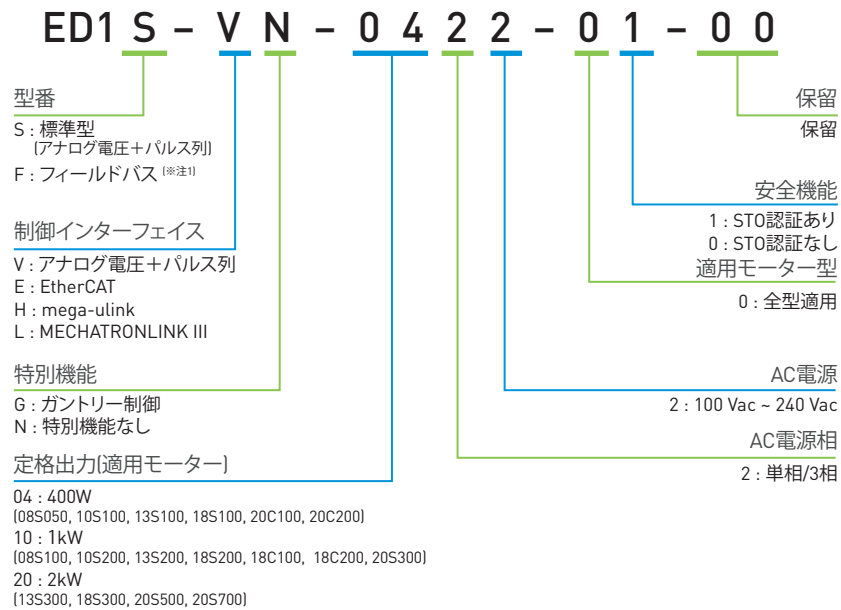 ED1 S – V N – 0 4 2 2 – 0 1 – 0 0
型番
S : 標準型
(アナログ電圧＋パルス列)
F : フィールドバス (※注1)
制御インターフェイス
V : アナログ電圧＋パルス列
E : EtherCAT
H : mega-ulink
L : MECHATRONLINK III
特別機能
G : ガントリー制御
N : 特別機能なし
定格出力(適用モーター)
04 : 400W
(08S050, 10S100, 13S100, 18S100, 20C100, 20C200)
10 : 1kW
(08S100, 10S200, 13S200, 18S200, 18C100, 18C200, 20S300)
20 : 2kW
(13S300, 18S300, 20S500, 20S700)
保留
保留
安全機能
1 : STO認証あり
0 : STO認証なし
適用モーター型
0 : 全型適用
AC電源
2 : 100 Vac ~ 240 Vac
AC電源相
2 : 単相/3相